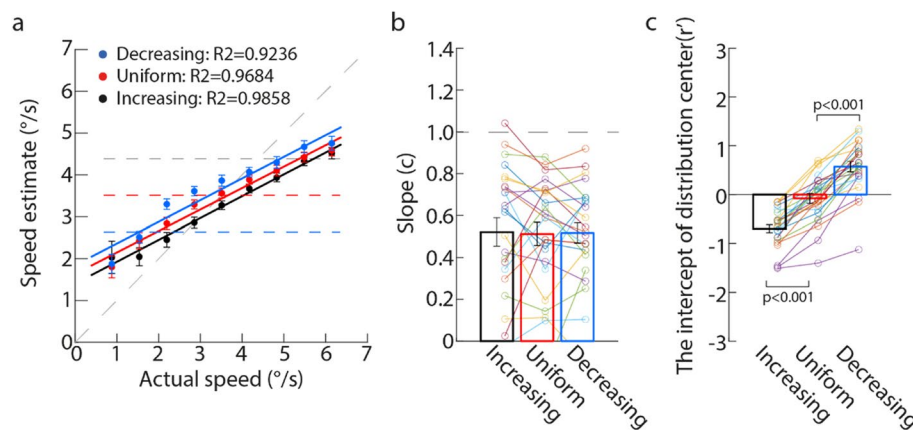 a
Speed estimate (°/s)
7
6
5
4
3
2
1
0
Decreasing: R2=0.9236
Uniform: R2=0.9684
Increasing: R2=0.9858
0 1 2 3 4 5 6 7
Actual speed (°/s)
b
Slope (c)
1.4
1.2
1.0
0.8
0.6
0.4
0.2
0
Increasing
Uniform
Decreasing
c
The intercept of distribution center(r')
3
2
1
0
-1
-2
-3
p<0.001
p<0.001
Increasing
Uniform
Decreasing